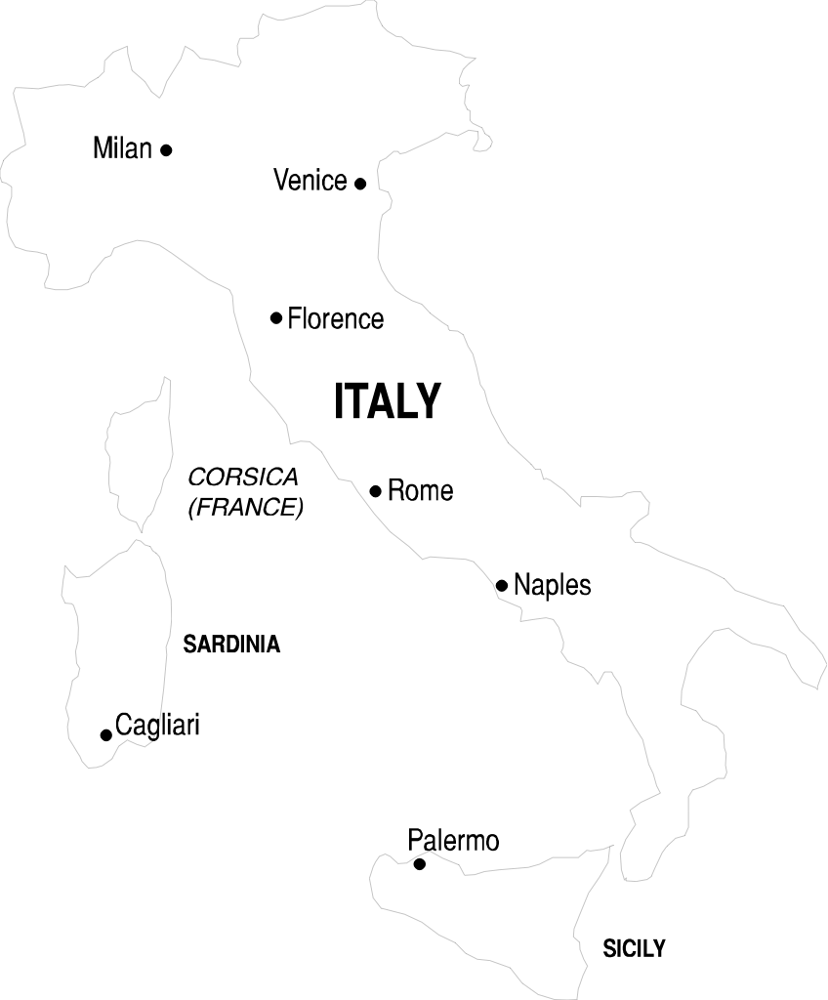 Milan
Venice
Florence
ITALY
CORSICA
(FRANCE)
Rome
Naples
SARDINIA
Cagliari
Palermo
SICILY